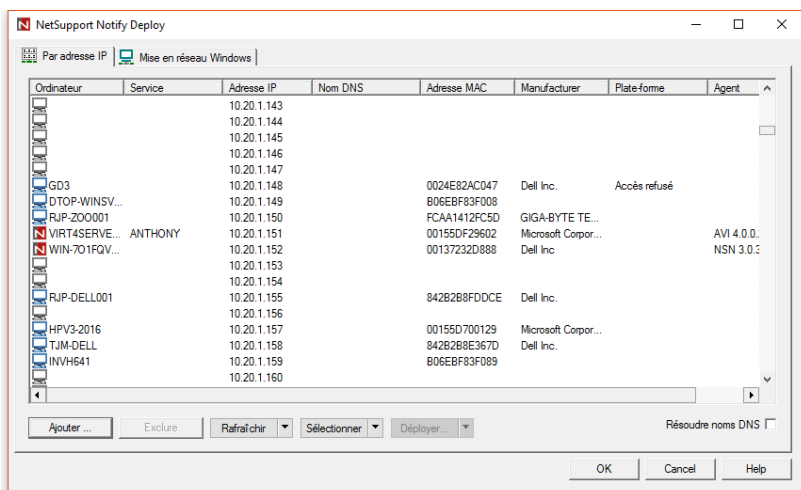 NetSupport Notify Deploy
Par adresse IP Mise en réseau Windows
Ordinateur Service Adresse IP Nom DNS Adresse MAC Manufacturer Plate-forme Agent
10.20.1.143
10.20.1.144
10.20.1.145
10.20.1.146
10.20.1.147
GD3 10.20.1.148 0024E82AC047 Dell Inc. Accès refusé
DTOP-WINSV... 10.20.1.149 B06EBF83F008
RJP-ZOO001 10.20.1.150 FCAA1412FC5D GIGA-BYTE TE...
VIRT4SERVE... ANTHONY 10.20.1.151 00155DF29602 Microsoft Corpor... AVI 4.0.0.
WIN-7O1FQV... 10.20.1.152 00137232D888 Dell Inc NSN 3.0.3
10.20.1.153
10.20.1.154
RJP-DELL001 10.20.1.155 842B2B8FDDCE Dell Inc.
10.20.1.156
HPV3-2016 10.20.1.157 00155D700129 Microsoft Corpor...
TJM-DELL 10.20.1.158 842B2B8E367D Dell Inc.
INVH641 10.20.1.159 B06EBF83F089
10.20.1.160
Ajouter ... Exclure Rafraîchir Sélectionner Déployer... Résoudre noms DNS
OK Cancel Help